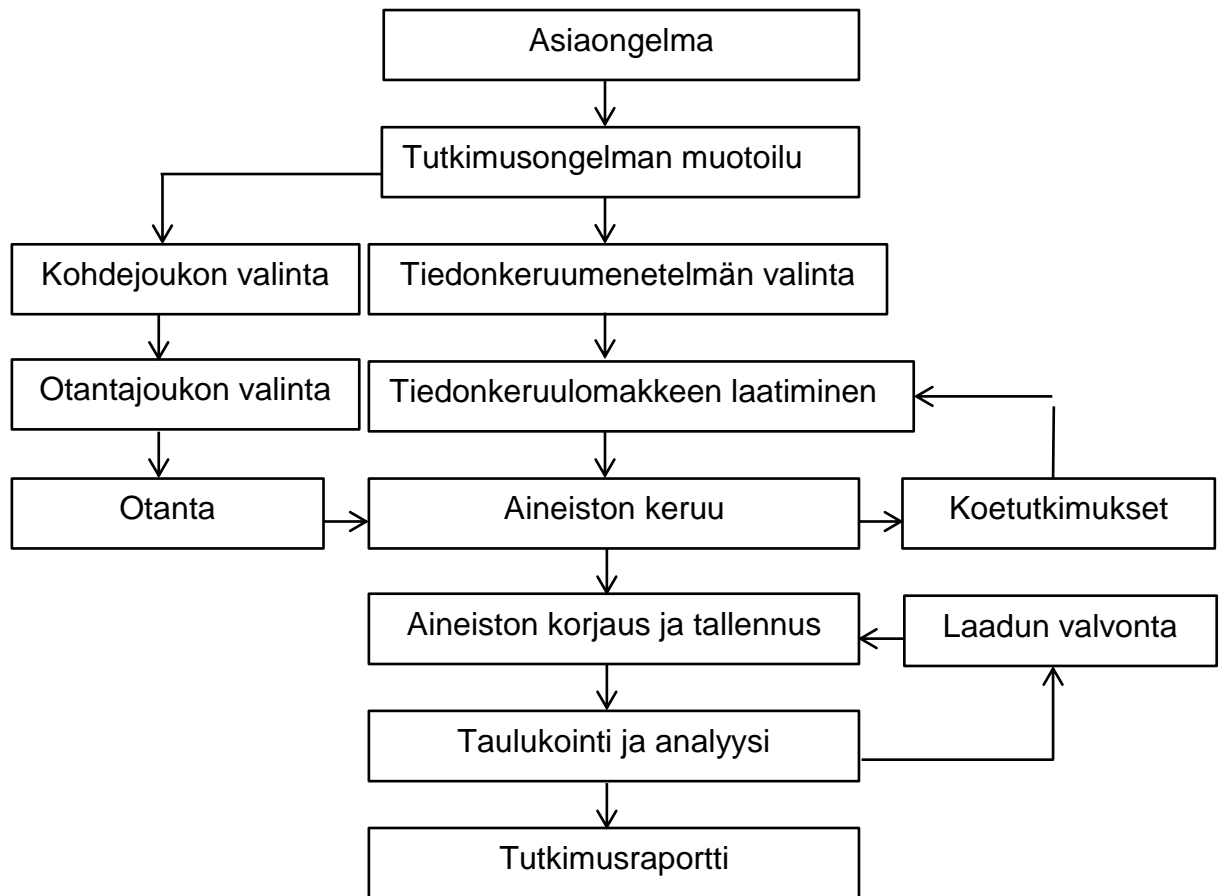 Asiaongelma
Tutkimusongelman muotoilu
Kohdejoukon valinta
Tiedonkeruumenetelmän valinta
Otantajoukon valinta
Tiedonkeruulomakkeen laatiminen
Otanta
Aineiston keruu
Koetutkimukset
Aineiston korjaus ja tallennus
Laadun valvonta
Taulukointi ja analyysi
Tutkimusraportti